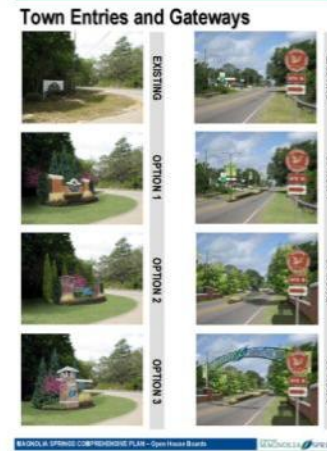 Town Entries and Gateways
EXISTING
OPTION 1
OPTION 2
OPTION 3
MAGNOLIA SPRINGS COMPREHENSIVE PLAN – Open House Boards